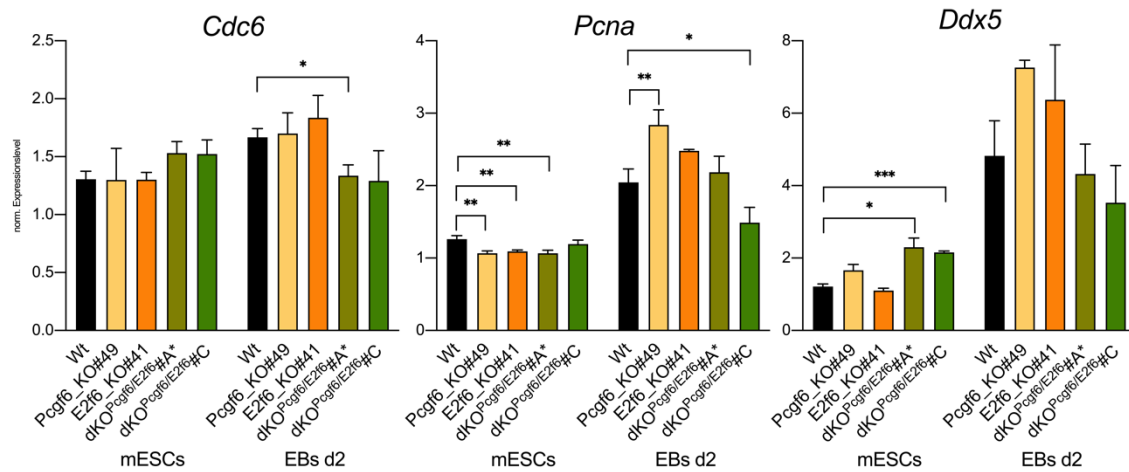 Cdc6
Pcna
Ddx5
norm. Expressionslevel
2.5
2.0
1.5
1.0
0.5
0.0
*
Wt
Pcgf6_KO#49
E2f6_KO#41
dKOPcgf6/E2f6#A*
dKOPcgf6/E2f6#C
Wt
Pcgf6_KO#49
E2f6_KO#41
dKOPcgf6/E2f6#A*
dKOPcgf6/E2f6#C
mESCs
EBs d2
4
3
2
1
0
**
**
**
**
*
Wt
Pcgf6_KO#49
E2f6_KO#41
dKOPcgf6/E2f6#A*
dKOPcgf6/E2f6#C
Wt
Pcgf6_KO#49
E2f6_KO#41
dKOPcgf6/E2f6#A*
dKOPcgf6/E2f6#C
mESCs
EBs d2
8
6
4
2
0
***
*
Wt
Pcgf6_KO#49
E2f6_KO#41
dKOPcgf6/E2f6#A*
dKOPcgf6/E2f6#C
Wt
Pcgf6_KO#49
E2f6_KO#41
dKOPcgf6/E2f6#A*
dKOPcgf6/E2f6#C
mESCs
EBs d2